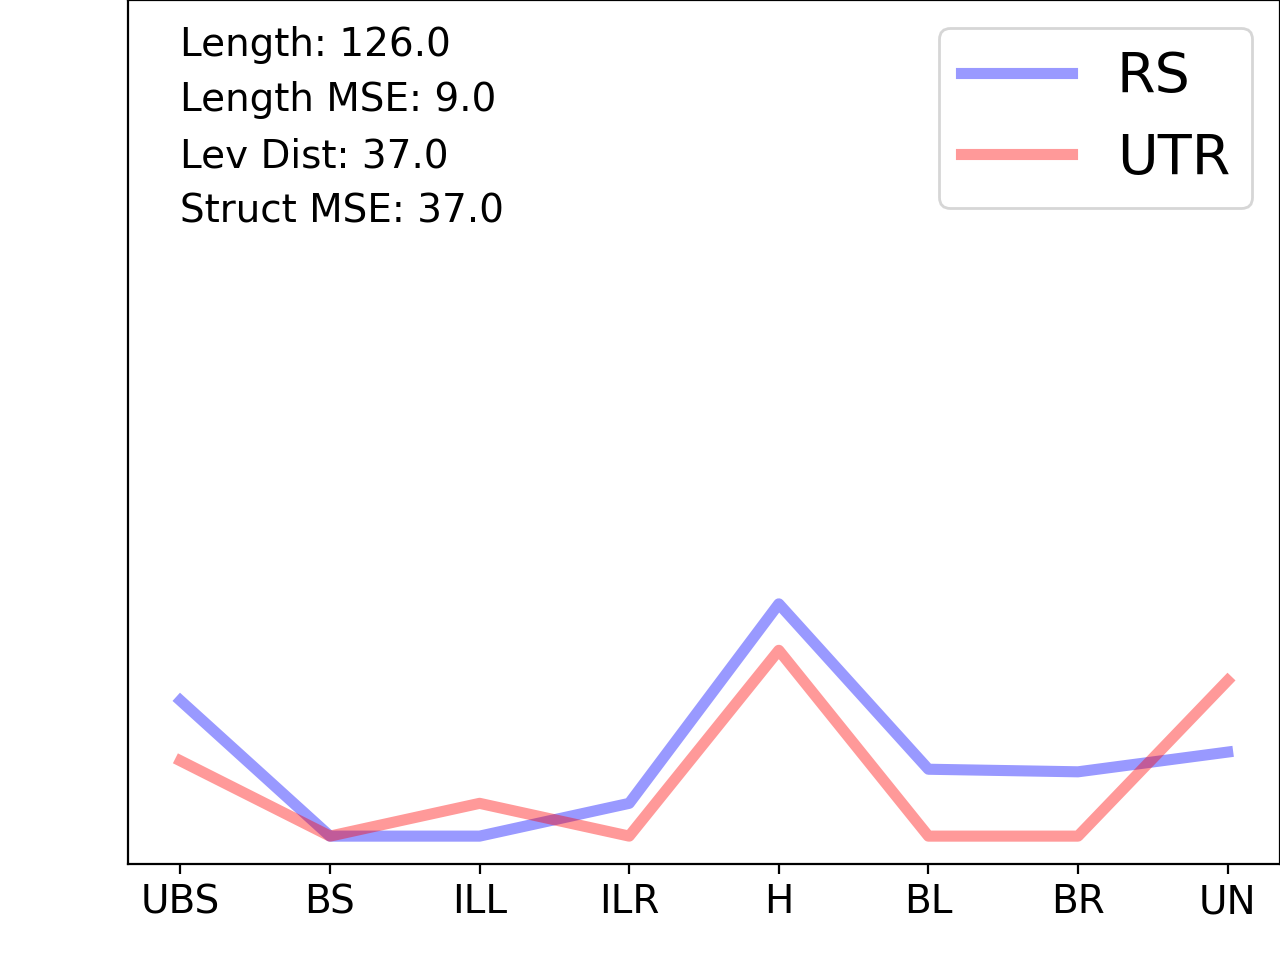 Length: 126.0
Length MSE: 9.0
Lev Dist: 37.0
Struct MSE: 37.0
RS
UTR
UBS BS ILL ILR H BL BR UN